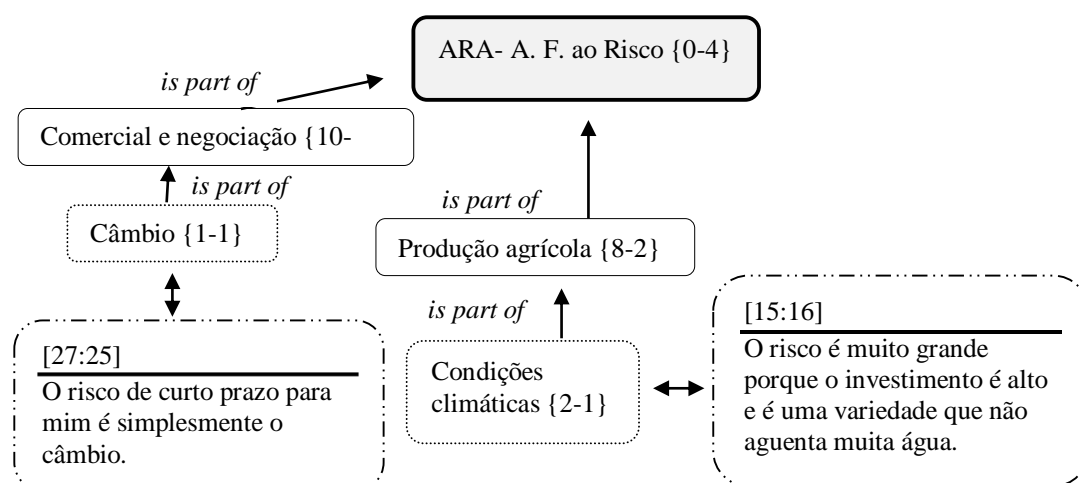 ARA- A. F. ao Risco {0-4}
is part of
Comercial e negociação {10-
is part of
Câmbio {1-1}
is part of
Produção agrícola {8-2}
is part of
Condições
climáticas {2-1}
[27:25]
O risco de curto prazo para
mim é simplesmente o
câmbio.
[15:16]
O risco é muito grande
porque o investimento é alto
e é uma variedade que não
aguenta muita água.